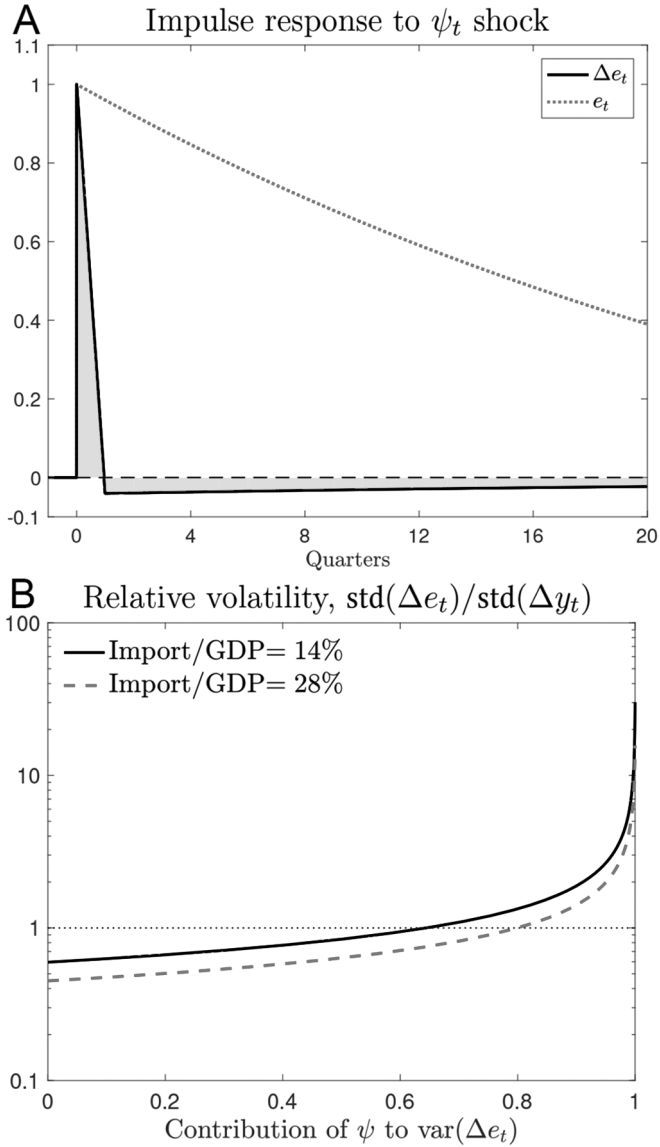 A
Impulse response to ψt shock
1.1
1
0.8
0.6
0.4
0.2
0
-0.1
Δet
et
0 4 8 12 16 20
Quarters
B
Relative volatility, std(Δet)/std(Δyt)
100
10
1
0.1
Import/GDP= 14%
Import/GDP= 28%
0 0.2 0.4 0.6 0.8 1
Contribution of ψ to var(Δet)